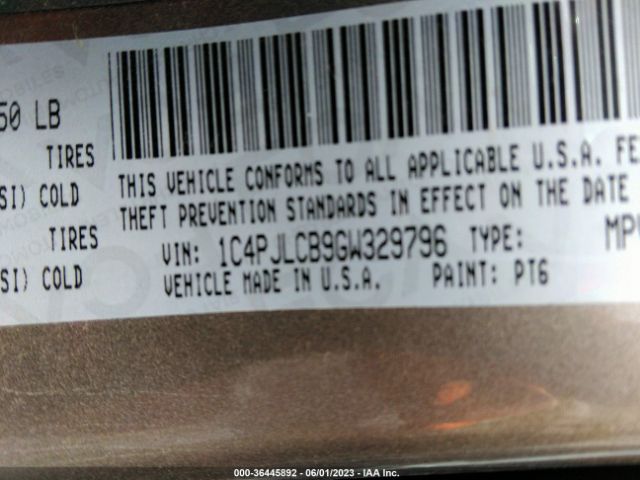 50 LB
TIRES
SI) COLD
TIRES
SI) COLD
THIS VEHICLE CONFORMS TO ALL APPLICABLE U.S.A. FE
THEFT PREVENTION STANDARDS IN EFFECT ON THE DATE
VIN: 1C4PJLCB9GW329796 TYPE: MP
VEHICLE MADE IN U.S.A. PAINT: PT6
000-36445892 - 06/01/2023 - IAA Inc.